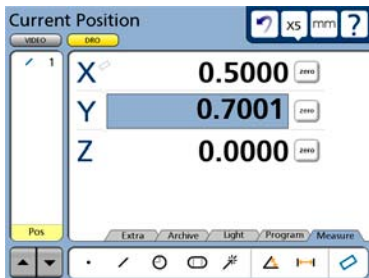 Current Position
x5 mm ?
VIDEO DRO
1
X 0.5000 zero
Y 0.7001 zero
Z 0.0000 zero
Pos
Extra Archive Light Program Measure